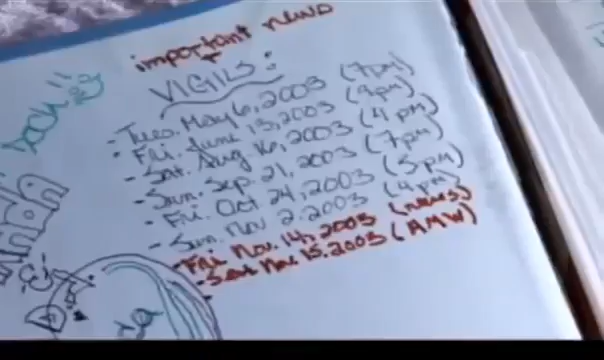 important news
VIGILS:
- Tues. May 6, 2003 (7pm)
- Fri. June 13, 2003 (9pm)
- Sat. Aug 16, 2003 (4 pm)
- Sun. Sep. 21, 2003 (7pm)
- Fri. Oct 24, 2003 (5pm)
- Sun. Nov 2. 2003 (4pm)
- Fri. Nov. 14, 2003 (news)
- Sat Nov 15. 2003 (AMW)